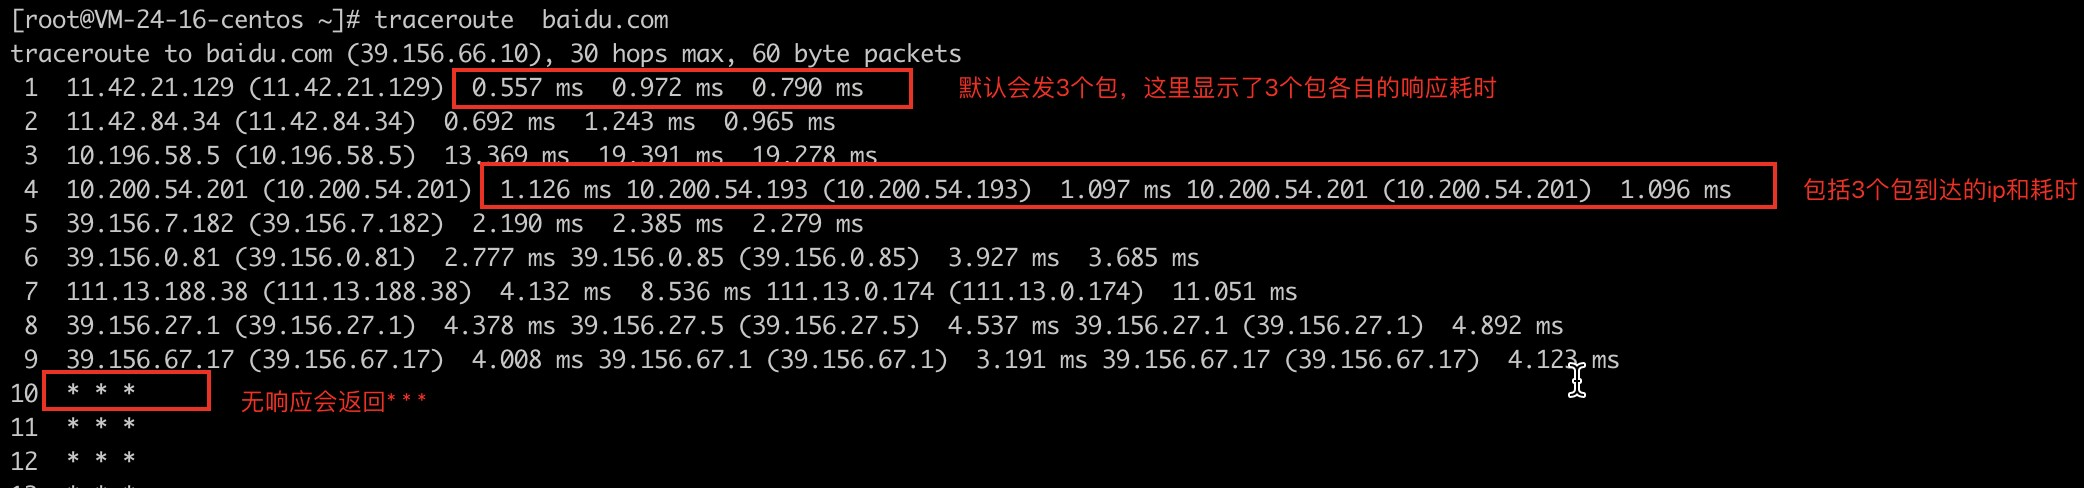 [root@VM-24-16-centos ~]# traceroute  baidu.com
traceroute to baidu.com (39.156.66.10), 30 hops max, 60 byte packets
 1  11.42.21.129 (11.42.21.129)  0.557 ms  0.972 ms  0.790 ms 默认会发3个包，这里显示了3个包各自的响应耗时
 2  11.42.84.34 (11.42.84.34)  0.692 ms  1.243 ms  0.965 ms
 3  10.196.58.5 (10.196.58.5)  13.369 ms  19.391 ms  19.278 ms
 4  10.200.54.201 (10.200.54.201)  1.126 ms 10.200.54.193 (10.200.54.193)  1.097 ms 10.200.54.201 (10.200.54.201)  1.096 ms 包括3个包到达的ip和耗时
 5  39.156.7.182 (39.156.7.182)  2.190 ms  2.385 ms  2.279 ms
 6  39.156.0.81 (39.156.0.81)  2.777 ms 39.156.0.85 (39.156.0.85)  3.927 ms  3.685 ms
 7  111.13.188.38 (111.13.188.38)  4.132 ms  8.536 ms 111.13.0.174 (111.13.0.174)  11.051 ms
 8  39.156.27.1 (39.156.27.1)  4.378 ms 39.156.27.5 (39.156.27.5)  4.537 ms 39.156.27.1 (39.156.27.1)  4.892 ms
 9  39.156.67.17 (39.156.67.17)  4.008 ms 39.156.67.1 (39.156.67.1)  3.191 ms 39.156.67.17 (39.156.67.17)  4.123 ms
10  * * * 无响应会返回***
11  * * *
12  * * *